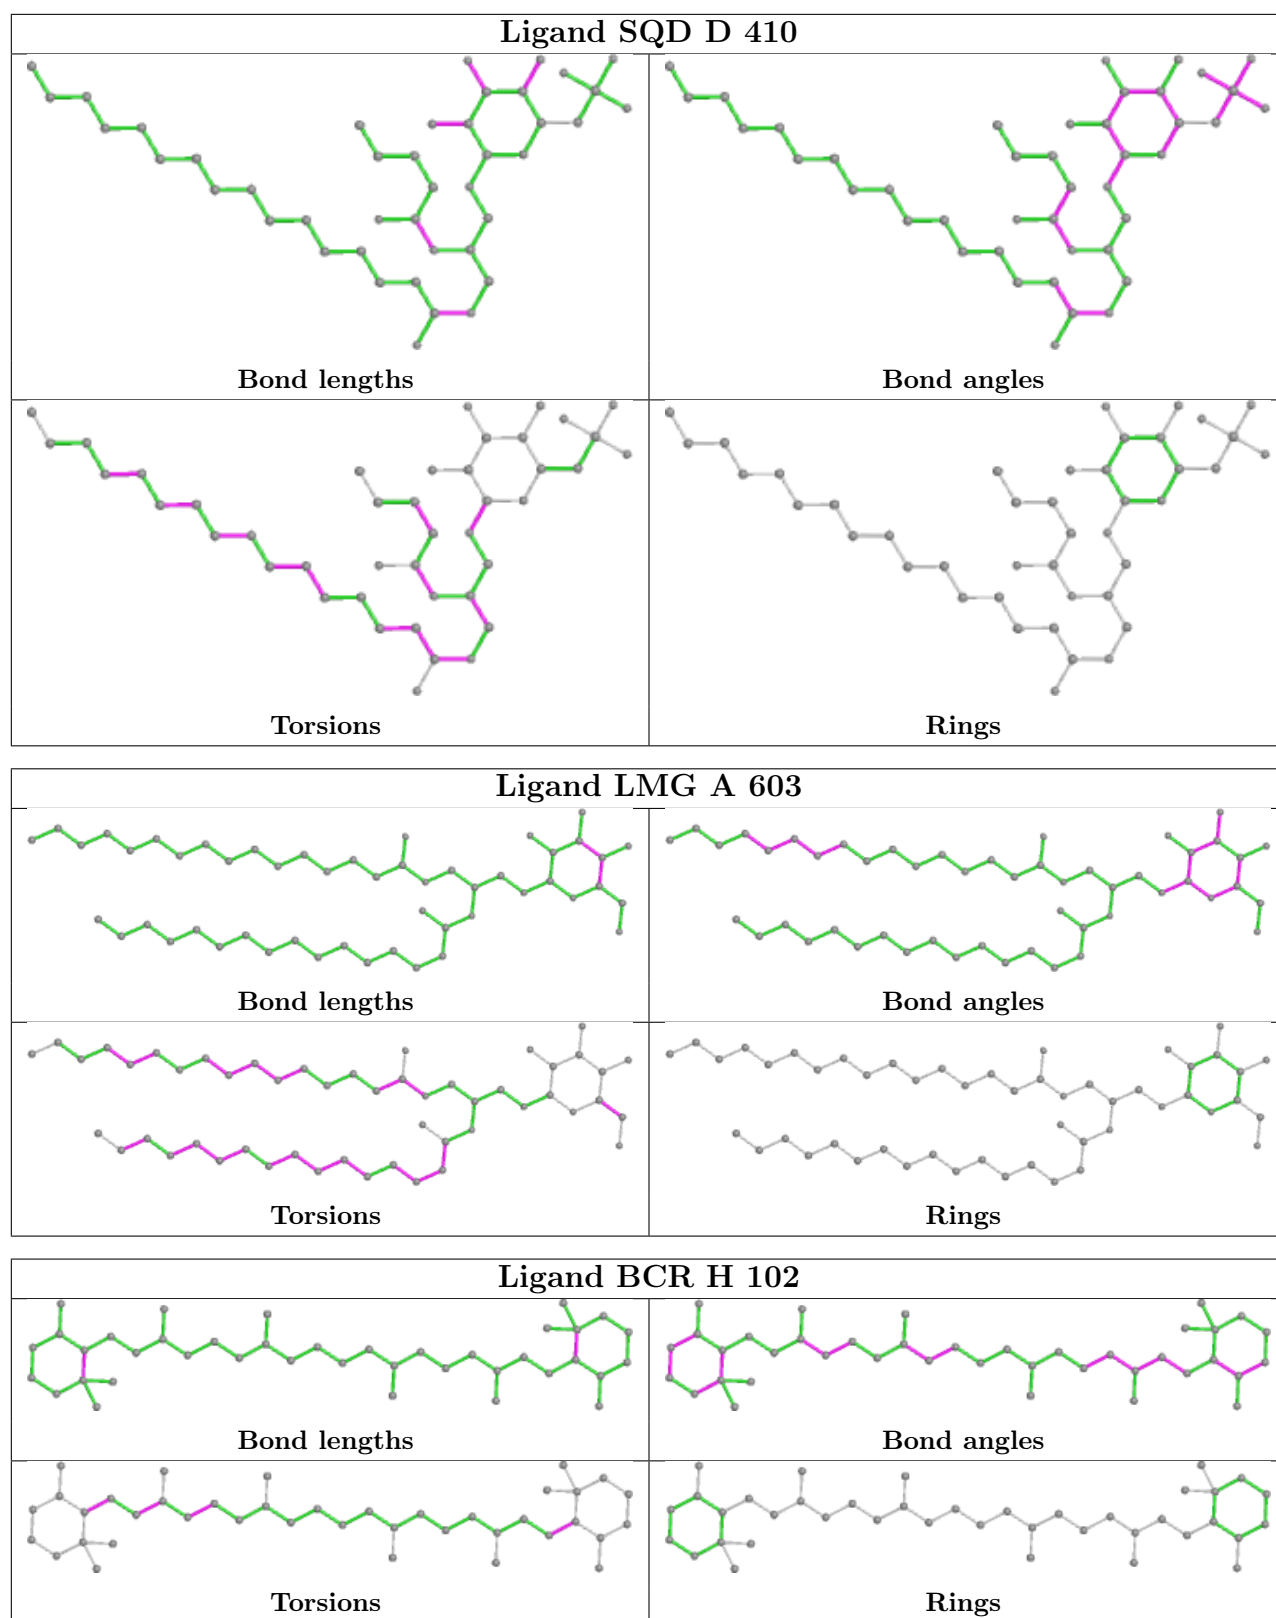 Ligand SQD D 410
Bond lengths
Bond angles
Torsions
Rings
Ligand LMG A 603
Bond lengths
Bond angles
Torsions
Rings
Ligand BCR H 102
Bond lengths
Bond angles
Torsions
Rings